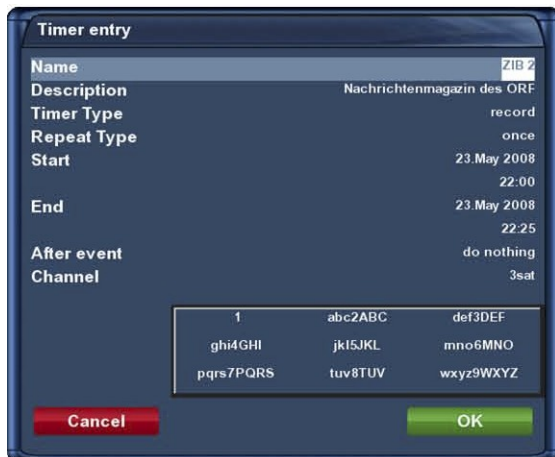 Timer entry
Name ZIB 2
Description Nachrichtenmagazin des ORF
Timer Type record
Repeat Type once
Start 23.May 2008
22:00
End 23.May 2008
22:25
After event do nothing
Channel 3sat
1 abc2ABC def3DEF
ghi4GHI jkl5JKL mno6MNO
pqrs7PQRS tuv8TUV wxyz9WXYZ
Cancel OK